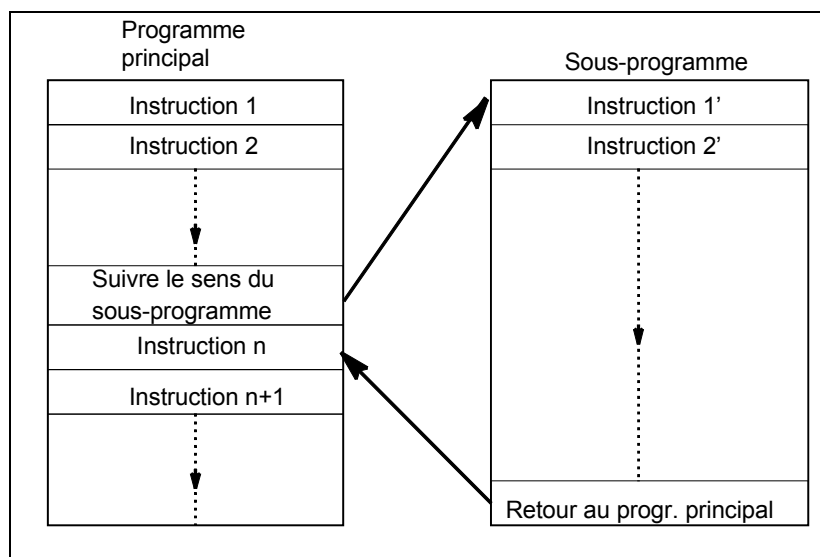 Programme
principal
Instruction 1
Instruction 2
Suivre le sens du
sous-programme
Instruction n
Instruction n+1
Sous-programme
Instruction 1’
Instruction 2’
Retour au progr. principal